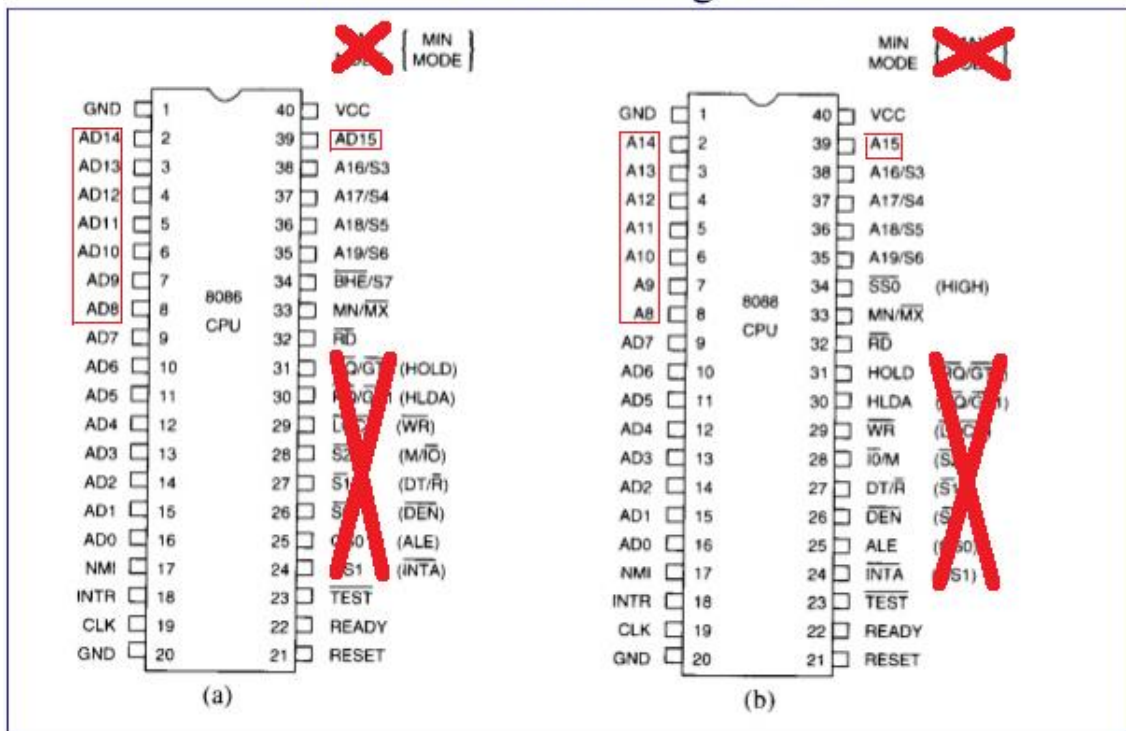 MIN
MODE
GND 1 40 VCC
AD14 2 39 AD15
AD13 3 38 A16/S3
AD12 4 37 A17/S4
AD11 5 36 A18/S5
AD10 6 35 A19/S6
AD9 7 34 BHE/S7
AD8 8 33 MN/MX
AD7 9 32 RD
AD6 10 31 (HOLD)
AD5 11 30 (HLDA)
AD4 12 29 (WR)
AD3 13 28 (M/IO)
AD2 14 27 (DT/R)
AD1 15 26 (DEN)
AD0 16 25 (ALE)
NMI 17 24 (INTA)
INTR 18 23 TEST
CLK 19 22 READY
GND 20 21 RESET
8086
CPU
(a)
MIN
MODE
GND 1 40 VCC
A14 2 39 A15
A13 3 38 A16/S3
A12 4 37 A17/S4
A11 5 36 A18/S5
A10 6 35 A19/S6
A9 7 34 SS0 (HIGH)
A8 8 33 MN/MX
AD7 9 32 RD
AD6 10 31 HOLD
AD5 11 30 HLDA
AD4 12 29 WR
AD3 13 28 IO/M
AD2 14 27 DT/R
AD1 15 26 DEN
AD0 16 25 ALE
NMI 17 24 INTA
INTR 18 23 TEST
CLK 19 22 READY
GND 20 21 RESET
8088
CPU
(b)